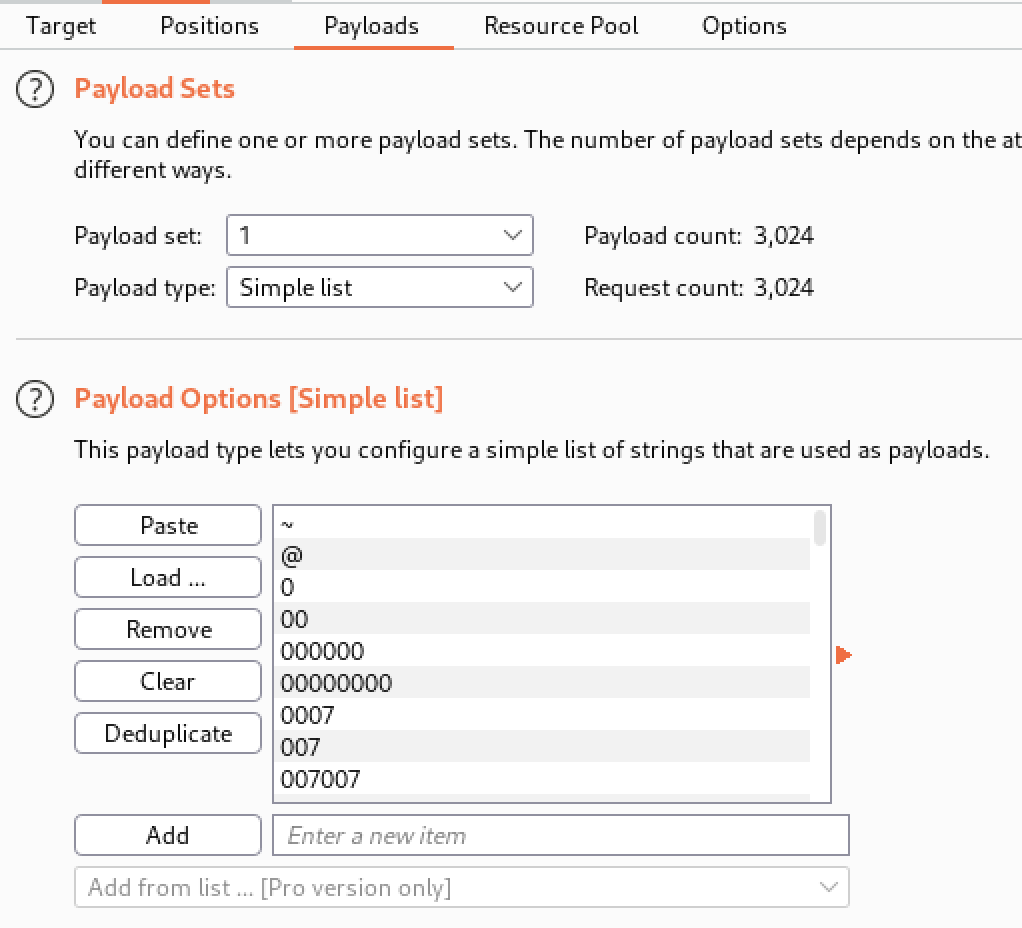 Target Positions Payloads Resource Pool Options
? Payload Sets
You can define one or more payload sets. The number of payload sets depends on the at
different ways.
Payload set: 1 Payload count: 3,024
Payload type: Simple list Request count: 3,024
? Payload Options [Simple list]
This payload type lets you configure a simple list of strings that are used as payloads.
Paste
Load ...
Remove
Clear
Deduplicate
~
@
0
00
000000
00000000
0007
007
007007
Add Enter a new item
Add from list ... [Pro version only]